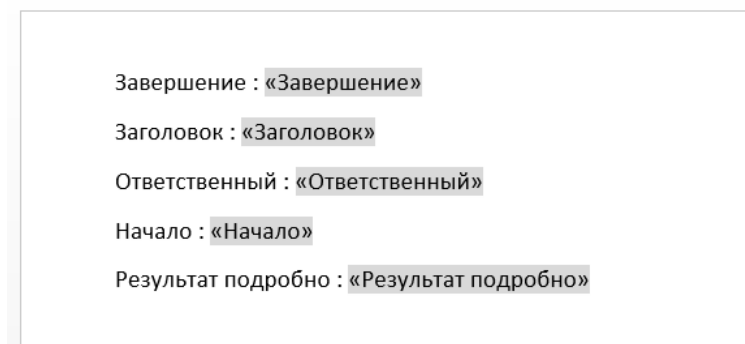 Завершение : «Завершение»
Заголовок : «Заголовок»
Ответственный : «Ответственный»
Начало : «Начало»
Результат подробно : «Результат подробно»